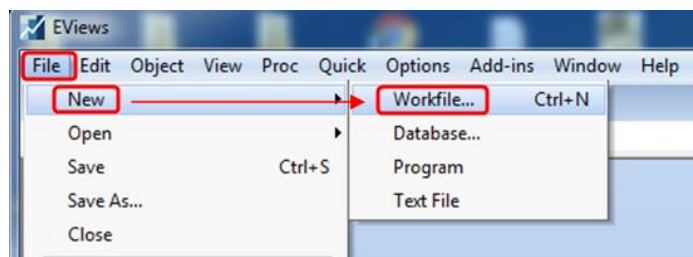 EViews
File Edit Object View Proc Quick Options Add-ins Window Help
New Workfile... Ctrl+N
Open Database...
Save Ctrl+S Program
Save As... Text File
Close